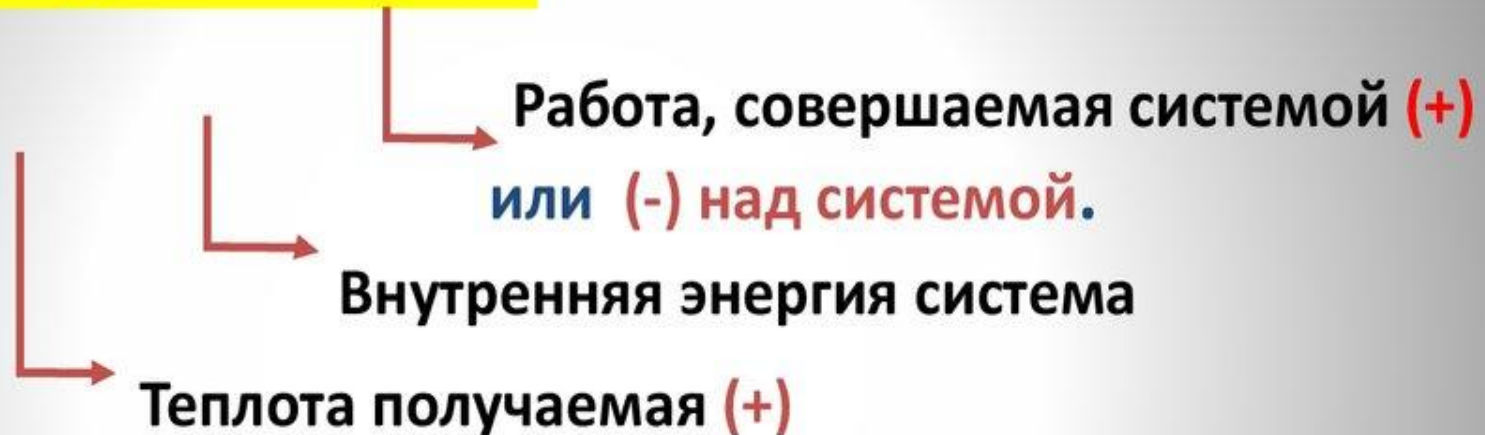 Работа, совершаемая системой (+)
или (-) над системой.
Внутренняя энергия система
Теплота получаемая (+)